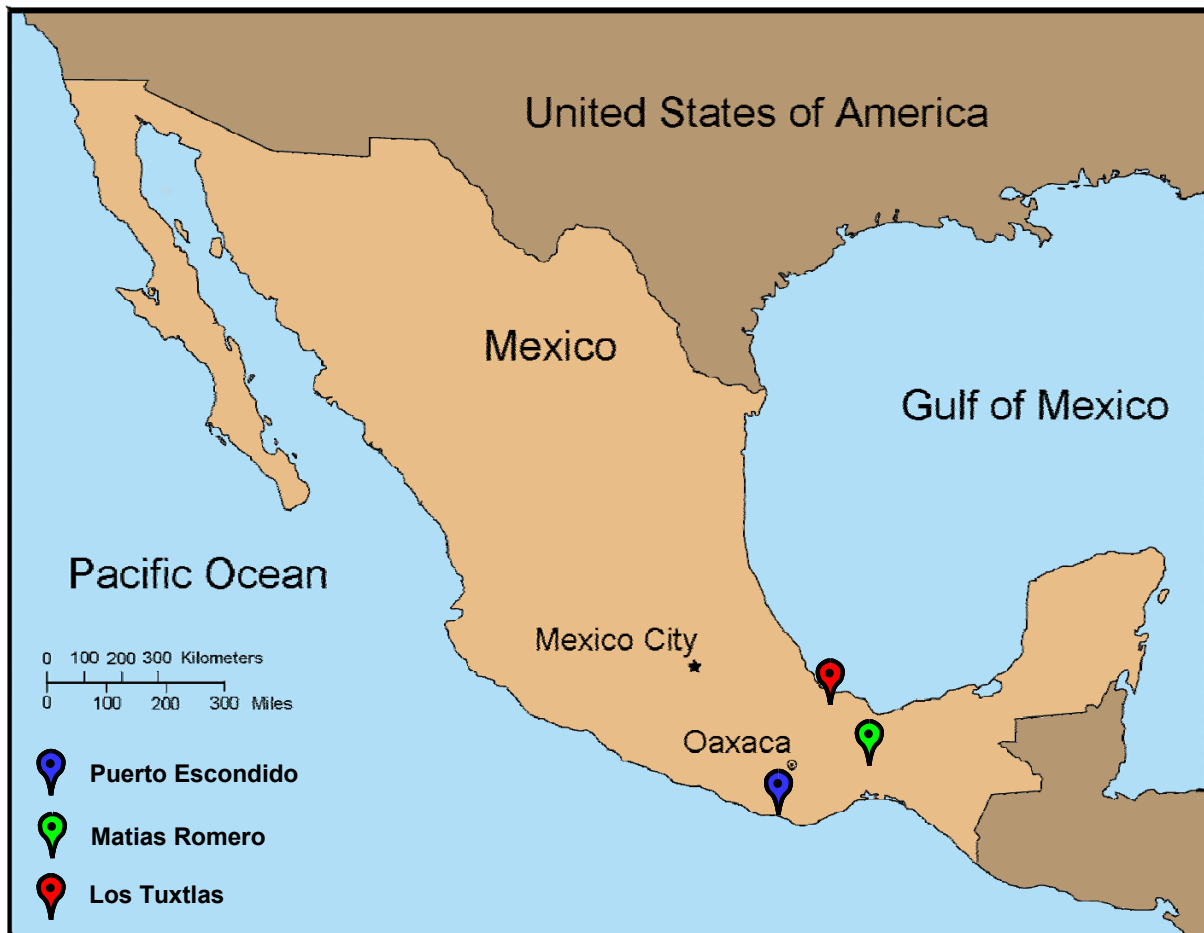 United States of America
Mexico
Gulf of Mexico
Pacific Ocean
Mexico City
0 100 200 300 Kilometers
0 100 200 300 Miles
Oaxaca
Puerto Escondido
Matias Romero
Los Tuxtlas